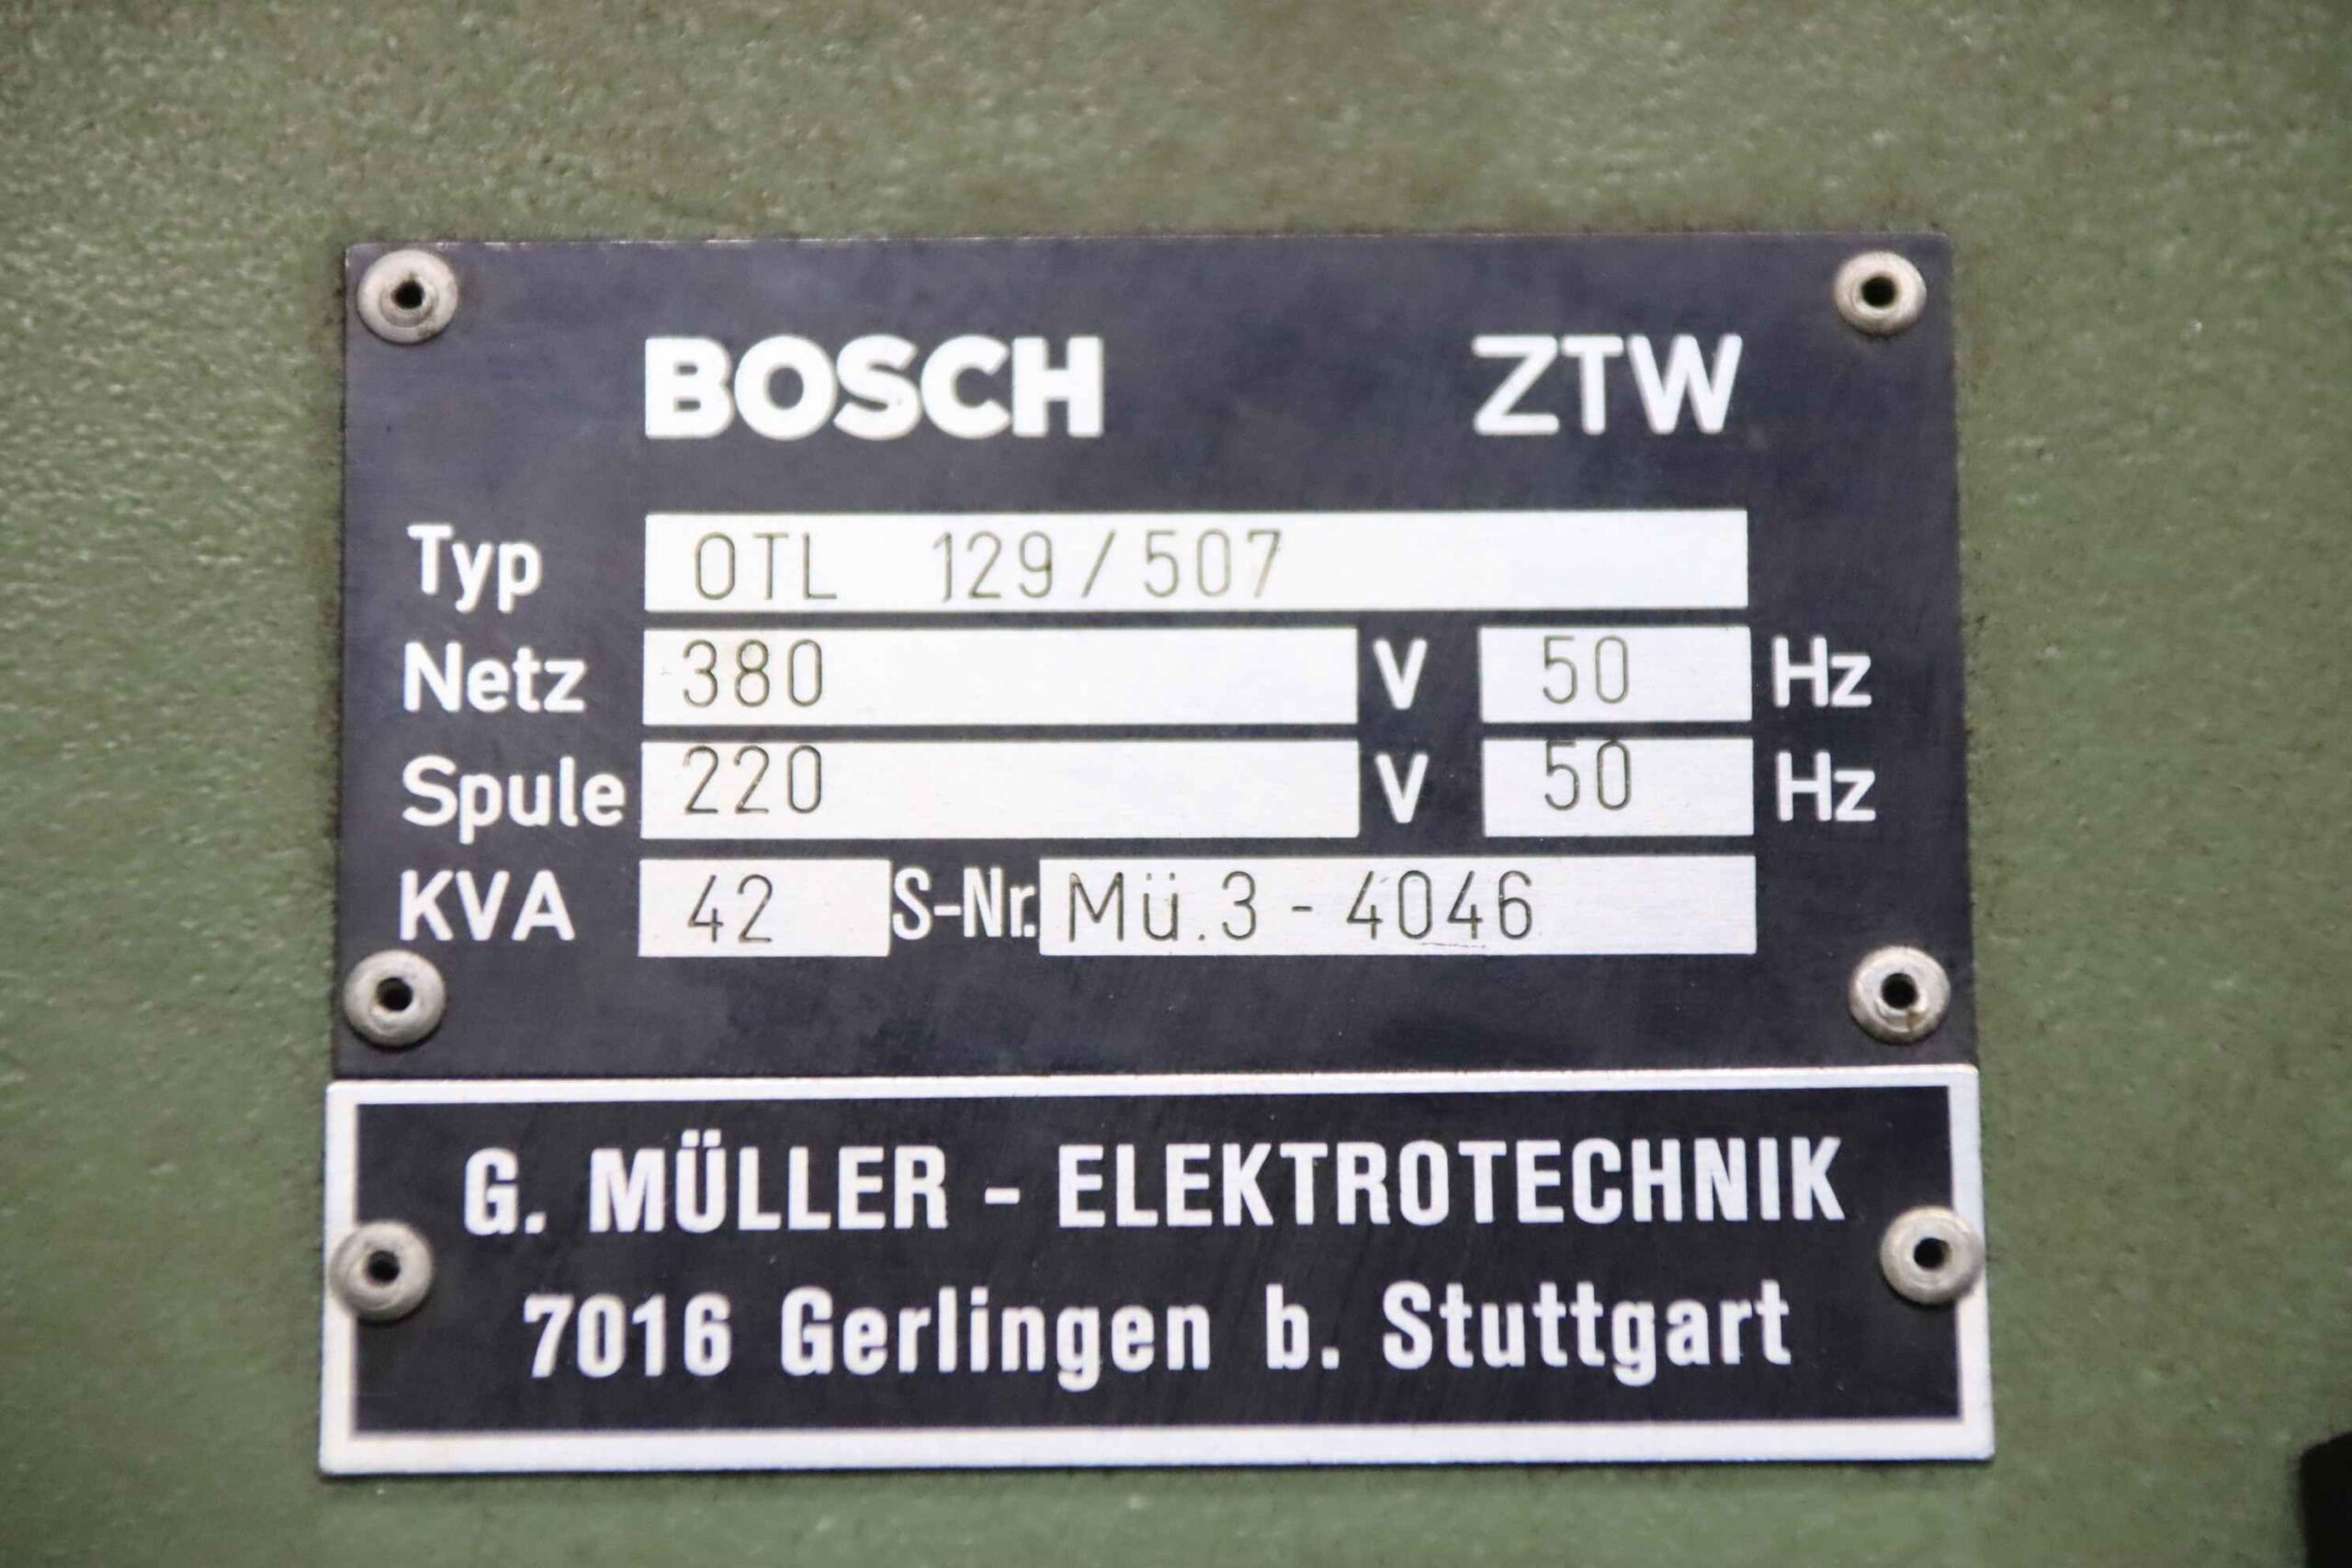 BOSCH ZTW
Typ OTL 129/507
Netz 380 V 50 Hz
Spule 220 V 50 Hz
KVA 42 S-Nr. Mü.3-4046
G. MÜLLER - ELEKTROTECHNIK
7016 Gerlingen b. Stuttgart